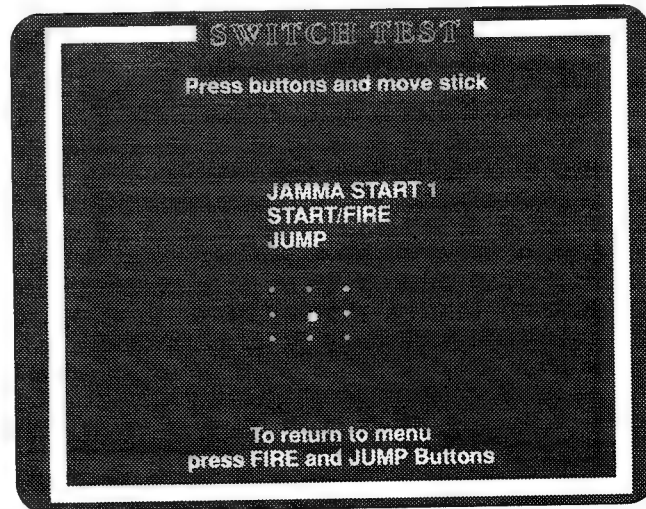 SWITCH TEST
Press buttons and move stick
JAMMA START 1
START/FIRE
JUMP
To return to menu
press FIRE and JUMP Buttons